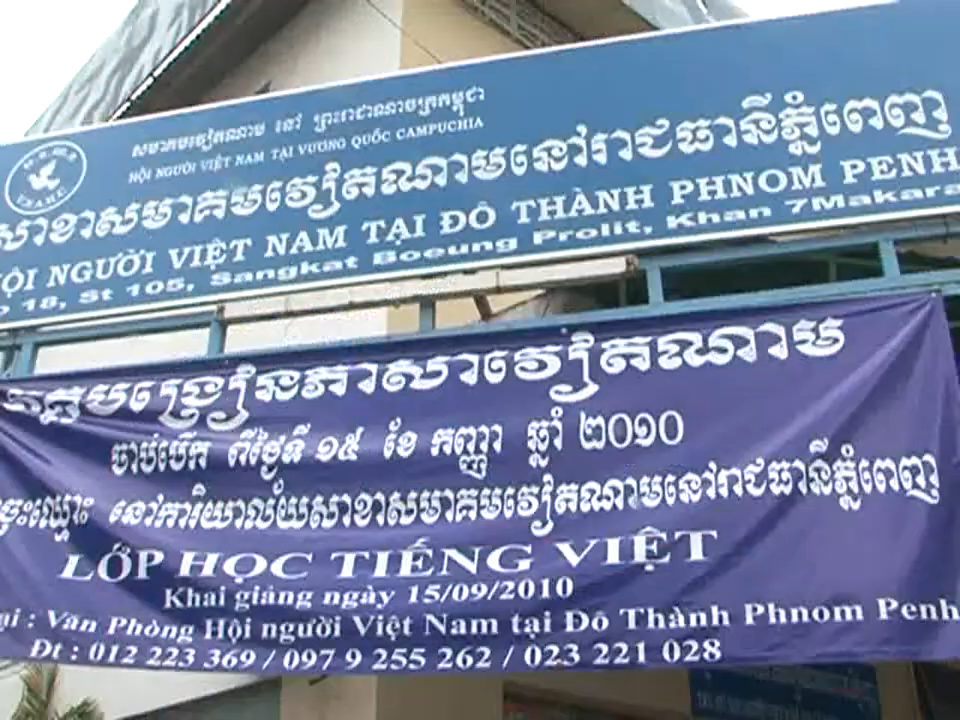 សមាគមវៀតណាម នៅ ព្រះរាជាណាចក្រកម្ពុជា
HỘI NGƯỜI VIỆT NAM TẠI VƯƠNG QUỐC CAMPUCHIA
សាខាសមាគមវៀតណាមនៅរាជធានីភ្នំពេញ
HỘI NGƯỜI VIỆT NAM TẠI ĐÔ THÀNH PHNOM PENH
18, St 105, Sangkat Boeung Prolit, Khan 7Makara
បង្រៀនភាសាវៀតណាម
ចាប់បើក ពីថ្ងៃទី ១៥ ខែ កញ្ញា ឆ្នាំ ២០១០
ចុះឈ្មោះ នៅការិយាល័យសាខាសមាគមវៀតណាមនៅរាជធានីភ្នំពេញ
LỚP HỌC TIẾNG VIỆT
Khai giảng ngày 15/09/2010
: Văn Phòng Hội người Việt Nam tại Đô Thành Phnom Penh
Đt : 012 223 369 / 097 9 255 262 / 023 221 028